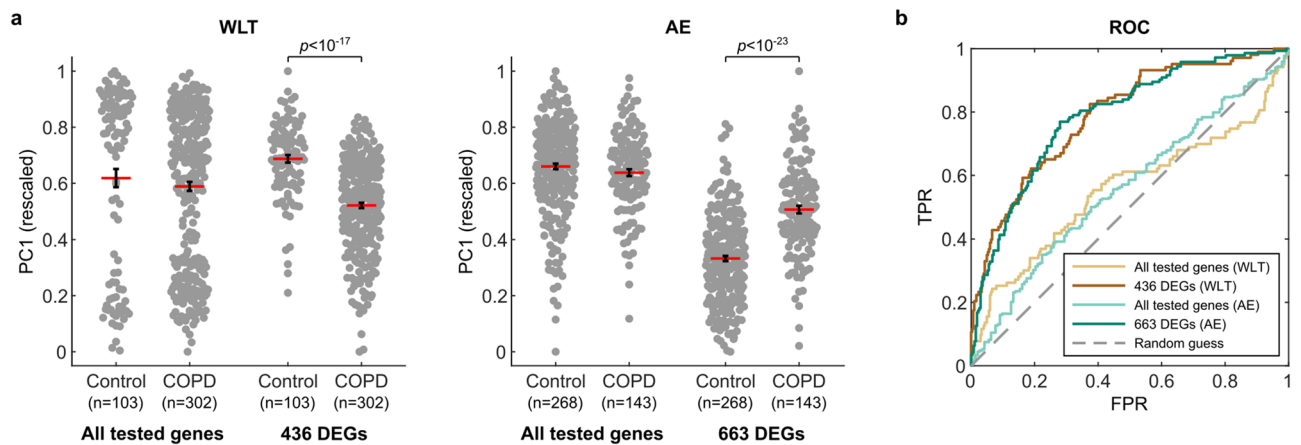 a
WLT
p<10-17
PC1 (rescaled)
1
0.8
0.6
0.4
0.2
0
Control
(n=103)
COPD
(n=302)
Control
(n=103)
COPD
(n=302)
All tested genes
436 DEGs
AE
p<10-23
PC1 (rescaled)
1
0.8
0.6
0.4
0.2
0
Control
(n=268)
COPD
(n=143)
Control
(n=268)
COPD
(n=143)
All tested genes
663 DEGs
b
ROC
TPR
1
0.8
0.6
0.4
0.2
0
All tested genes (WLT)
436 DEGs (WLT)
All tested genes (AE)
663 DEGs (AE)
Random guess
0
0.2
0.4
0.6
0.8
1
FPR